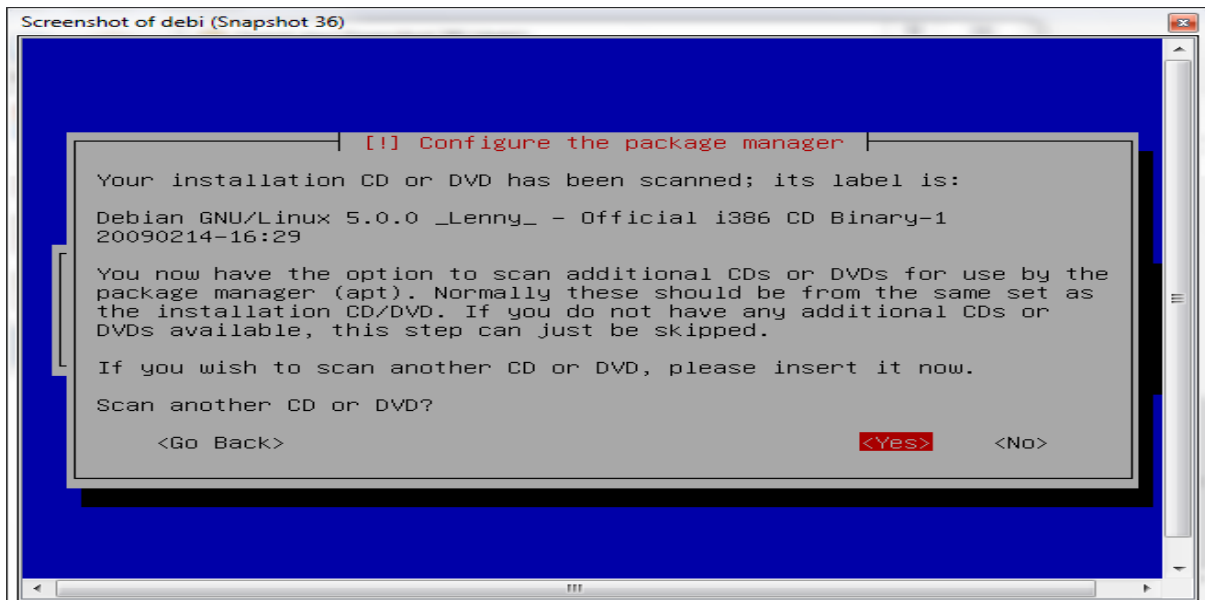 Screenshot of debi (Snapshot 36)
[!] Configure the package manager
Your installation CD or DVD has been scanned; its label is:
Debian GNU/Linux 5.0.0 _Lenny_ - Official i386 CD Binary-1
20090214-16:29
You now have the option to scan additional CDs or DVDs for use by the
package manager (apt). Normally these should be from the same set as
the installation CD/DVD. If you do not have any additional CDs or
DVDs available, this step can just be skipped.
If you wish to scan another CD or DVD, please insert it now.
Scan another CD or DVD?
<Go Back> <Yes> <No>